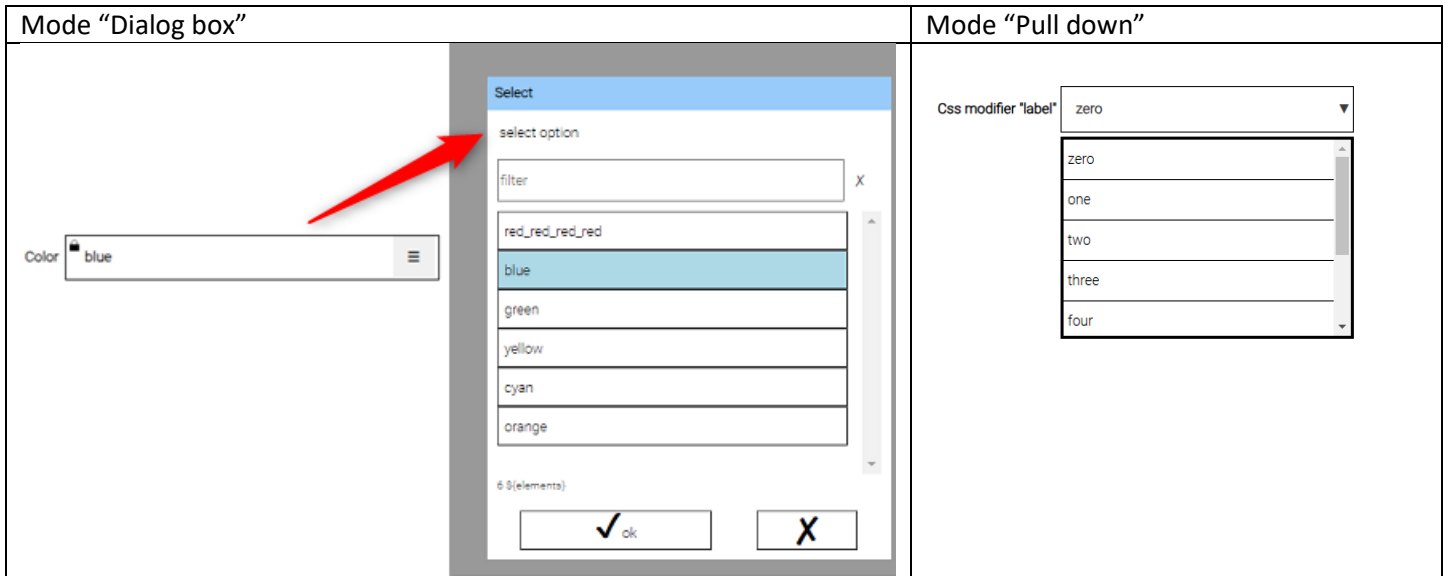 Mode “Dialog box”
Mode “Pull down”
Color
blue
≡
Select
select option
filter
X
red_red_red_red
blue
green
yellow
cyan
orange
6 ${elements}
✓ ok
✗
Css modifier "label"
zero
▼
zero
one
two
three
four